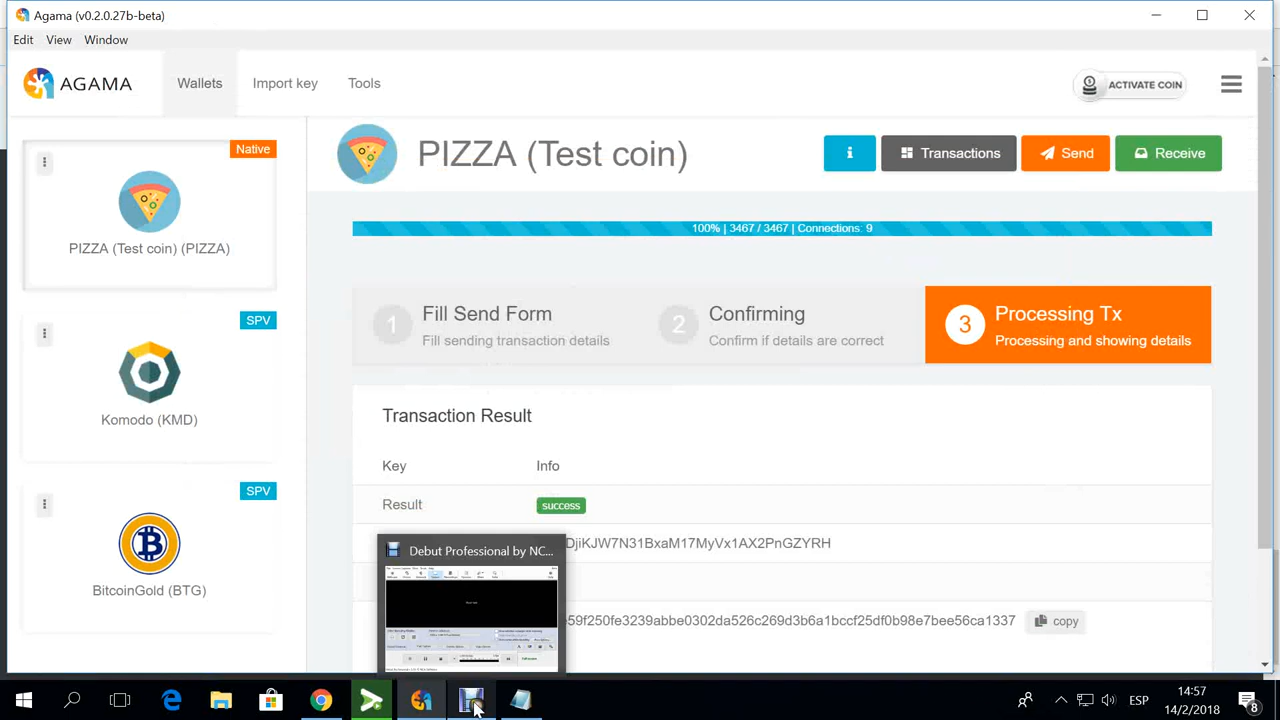 Agama (v0.2.0.27b-beta)
Edit View Window
AGAMA
Wallets
Import key
Tools
ACTIVATE COIN
Native
PIZZA (Test coin) (PIZZA)
SPV
Komodo (KMD)
SPV
BitcoinGold (BTG)
PIZZA (Test coin)
i
Transactions
Send
Receive
100% | 3467 / 3467 | Connections: 9
1
Fill Send Form
Fill sending transaction details
2
Confirming
Confirm if details are correct
3
Processing Tx
Processing and showing details
Transaction Result
Key Info
Result success
DjiKJW7N31BxaM17MyVx1AX2PnGZYRH
59f250fe3239abbe0302da526c269d3b6a1bccf25df0b98e7bee56ca1337 copy
Debut Professional by NC...
ESP
14:57
14/2/2018
8